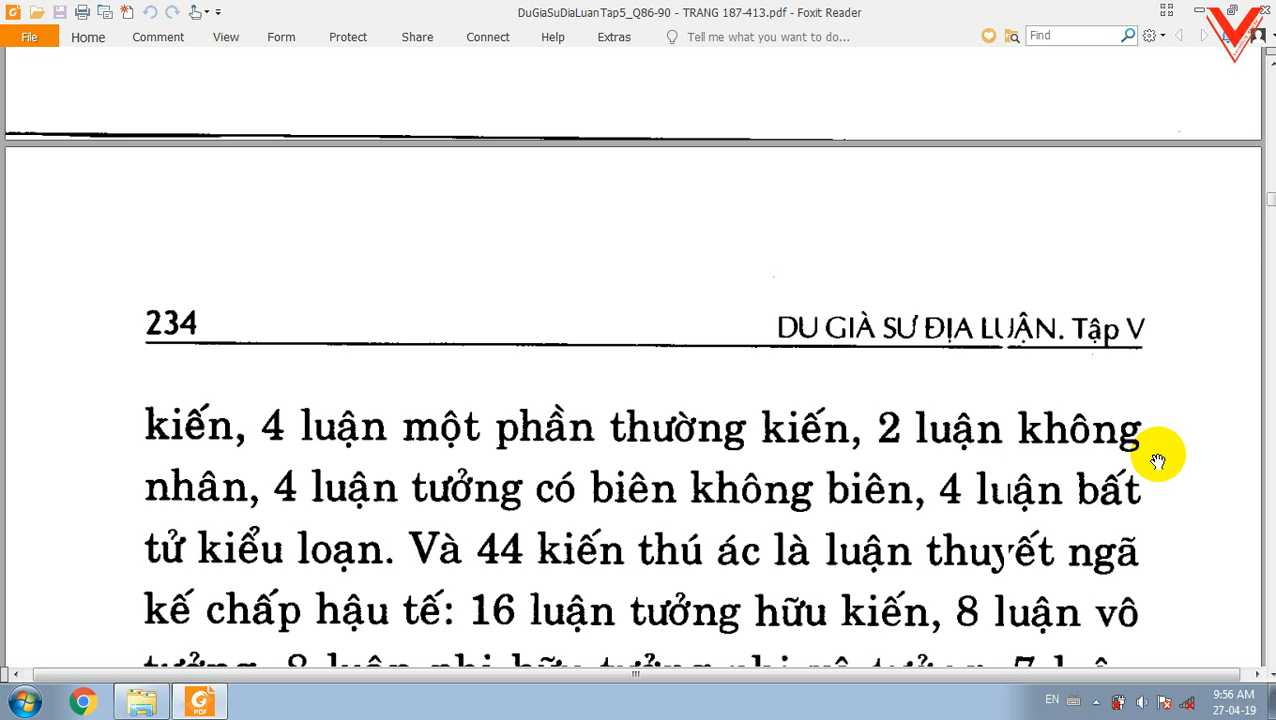 DuGiaSuDiaLuanTap5_Q86-90 - TRANG 187-413.pdf - Foxit Reader
File Home Comment View Form Protect Share Connect Help Extras Tell me what you want to do... Find
234 DU GIÀ SƯ ĐỊA LUẬN. Tập V
kiến, 4 luận một phần thường kiến, 2 luận không
nhân, 4 luận tưởng có biên không biên, 4 luận bất
tử kiểu loạn. Và 44 kiến thú ác là luận thuyết ngã
kế chấp hậu tế: 16 luận tưởng hữu kiến, 8 luận vô
EN 9:56 AM
27-04-19